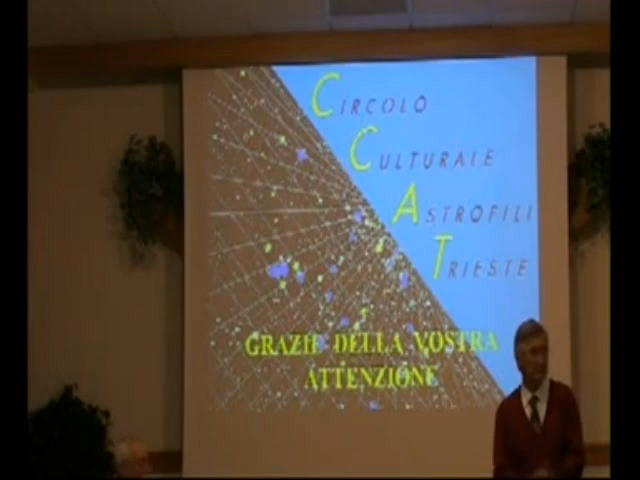 CIRCOLO
CULTURALE
ASTROFILI
TRIESTE
GRAZIE DELLA VOSTRA
ATTENZIONE